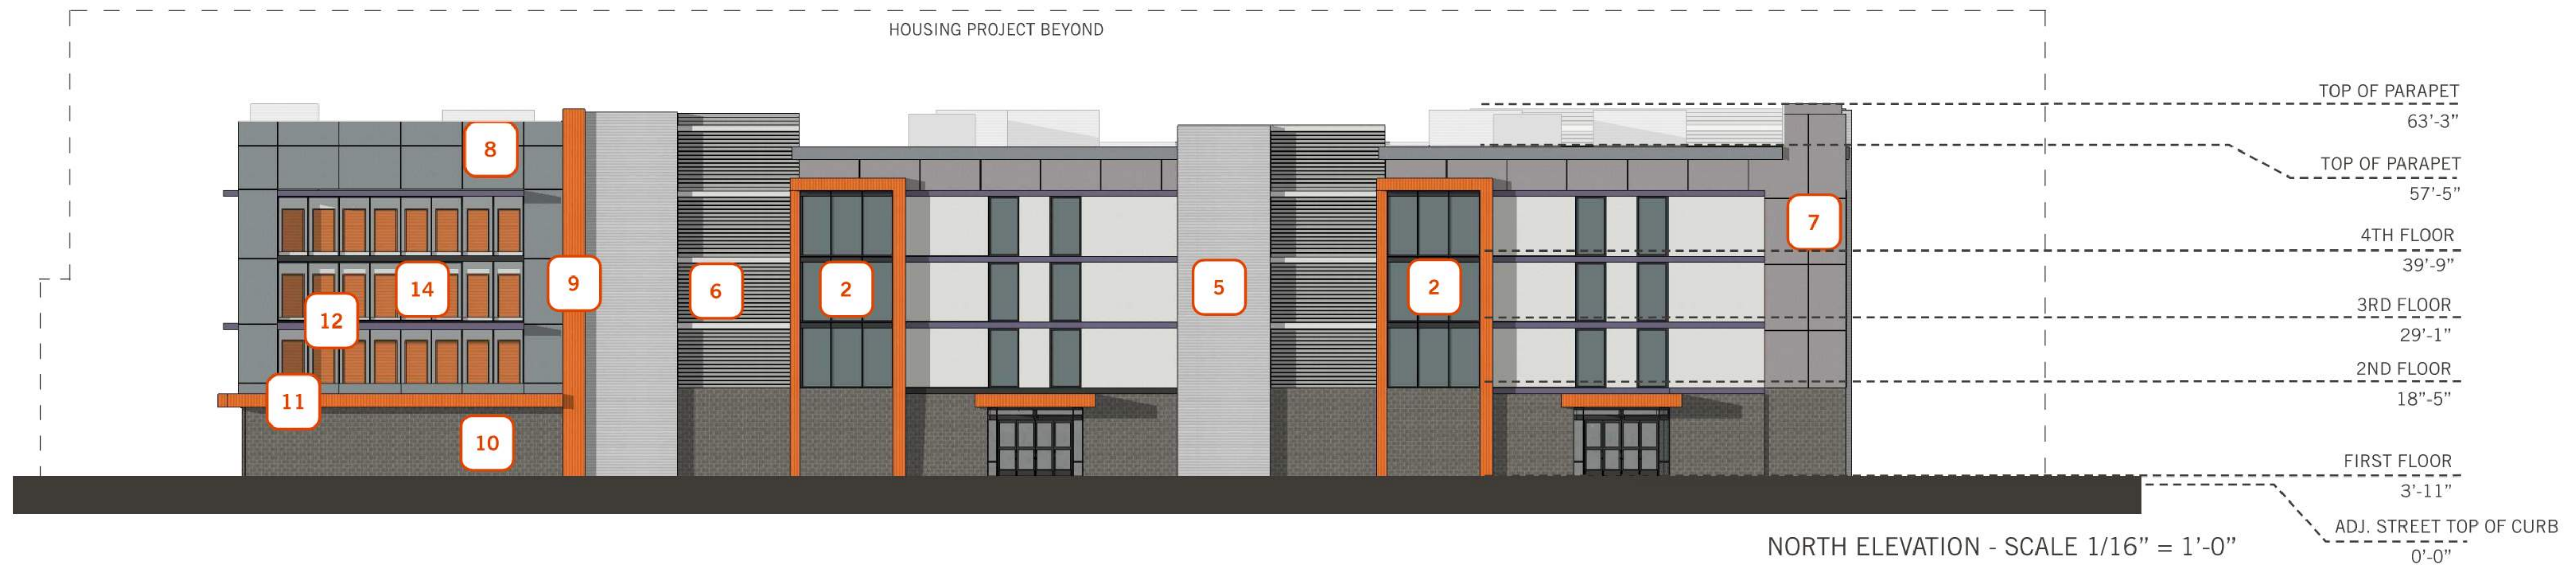 HOUSING PROJECT BEYOND
TOP OF PARAPET
63'-3”
TOP OF PARAPET
57'-5”
4TH FLOOR
39'-9”
3RD FLOOR
29'-1”
2ND FLOOR
18”-5”
FIRST FLOOR
3'-11”
ADJ. STREET TOP OF CURB
0'-0”
8
7
9
14
6
2
5
2
12
11
10
NORTH ELEVATION - SCALE 1/16” = 1'-0”